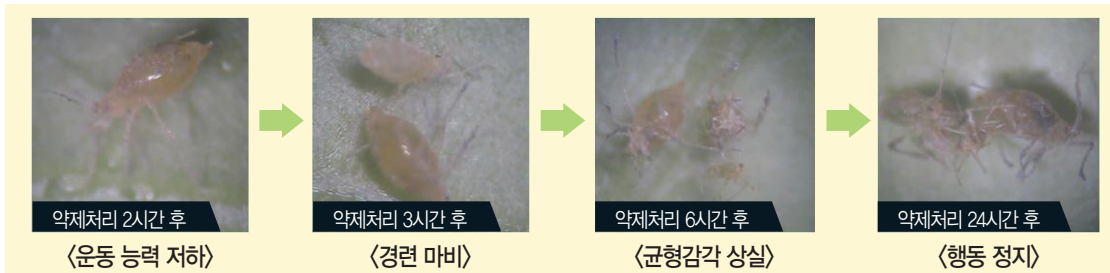 약제처리 2시간 후
〈운동 능력 저하〉
약제처리 3시간 후
〈경련 마비〉
약제처리 6시간 후
〈균형감각 상실〉
약제처리 24시간 후
〈행동 정지〉